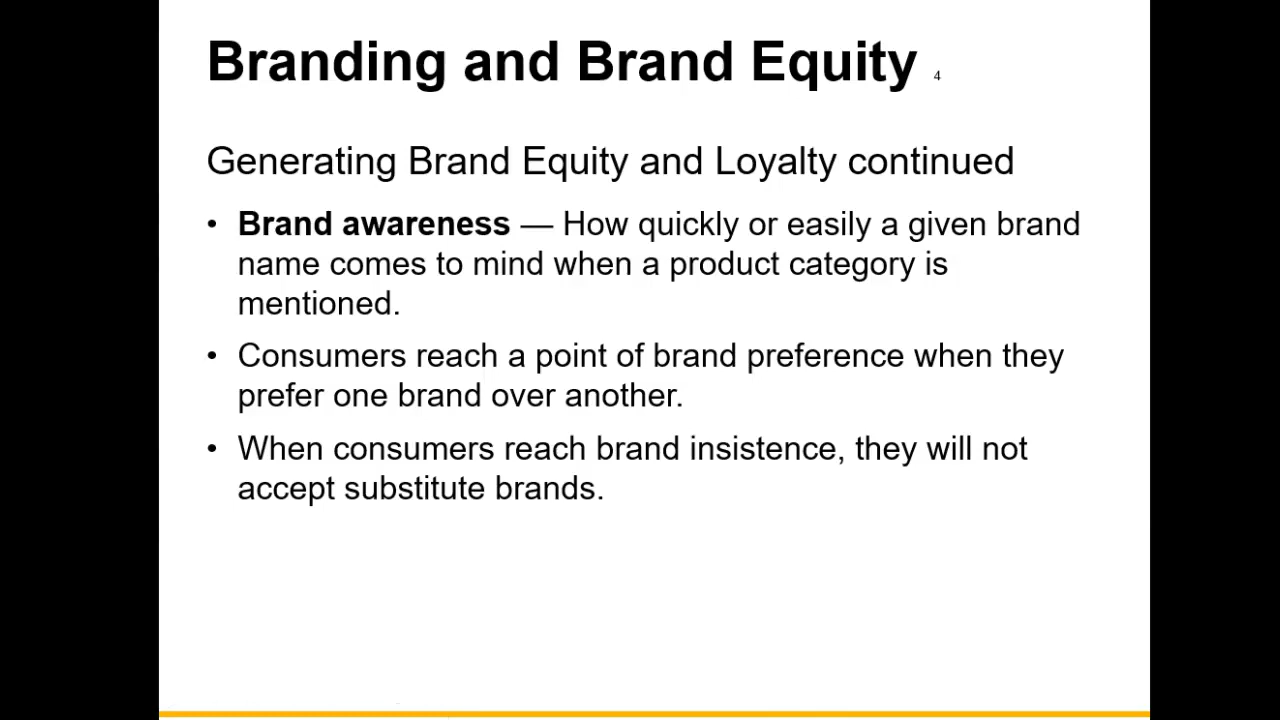 Branding and Brand Equity 4
Generating Brand Equity and Loyalty continued
• Brand awareness — How quickly or easily a given brand
name comes to mind when a product category is
mentioned.
• Consumers reach a point of brand preference when they
prefer one brand over another.
• When consumers reach brand insistence, they will not
accept substitute brands.